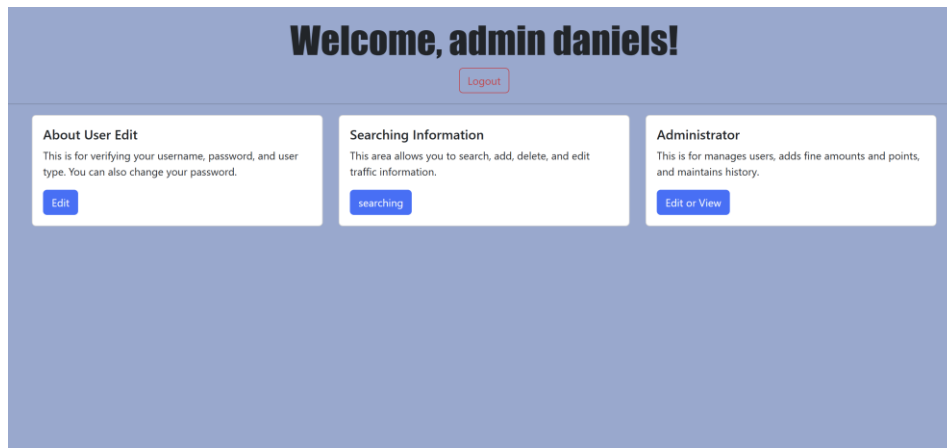 Welcome, admin daniels!
Logout
About User Edit
This is for verifying your username, password, and user
type. You can also change your password.
Edit
Searching Information
This area allows you to search, add, delete, and edit
traffic information.
searching
Administrator
This is for manages users, adds fine amounts and points,
and maintains history.
Edit or View